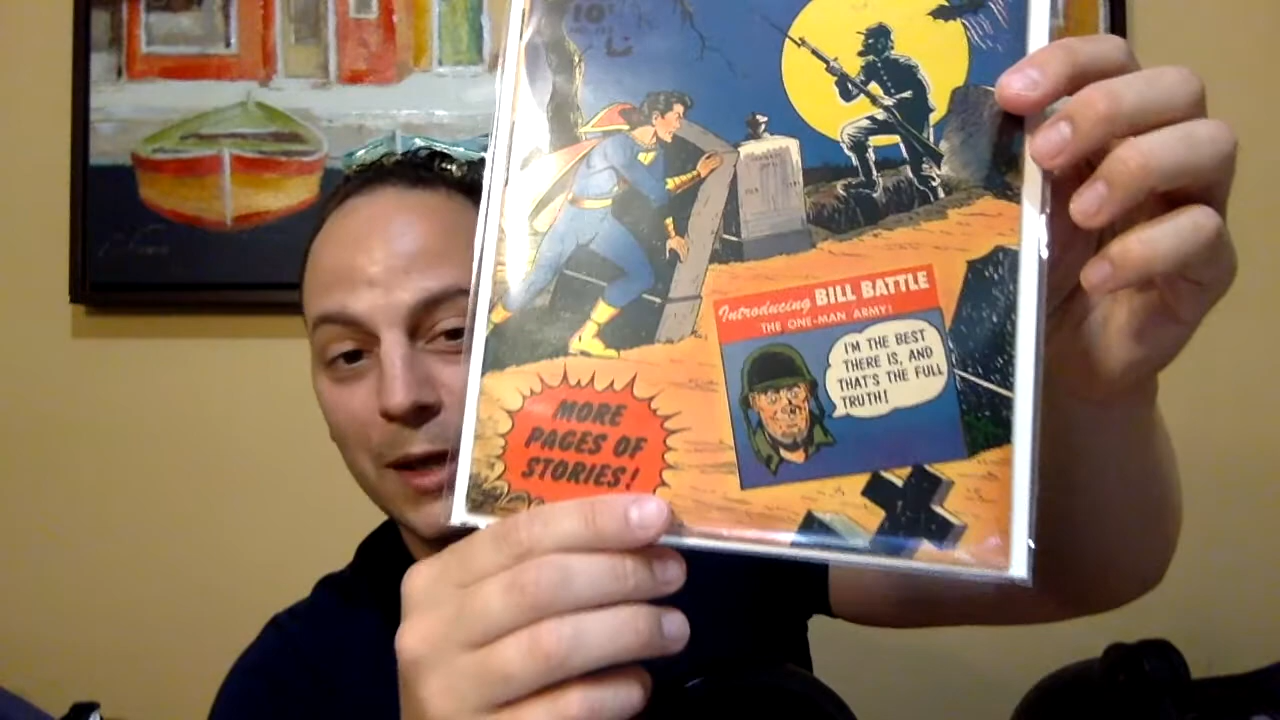 10¢
Introducing BILL BATTLE
THE ONE-MAN ARMY!
I'M THE BEST
THERE IS, AND
THAT'S THE FULL
TRUTH!
MORE
PAGES OF
STORIES!